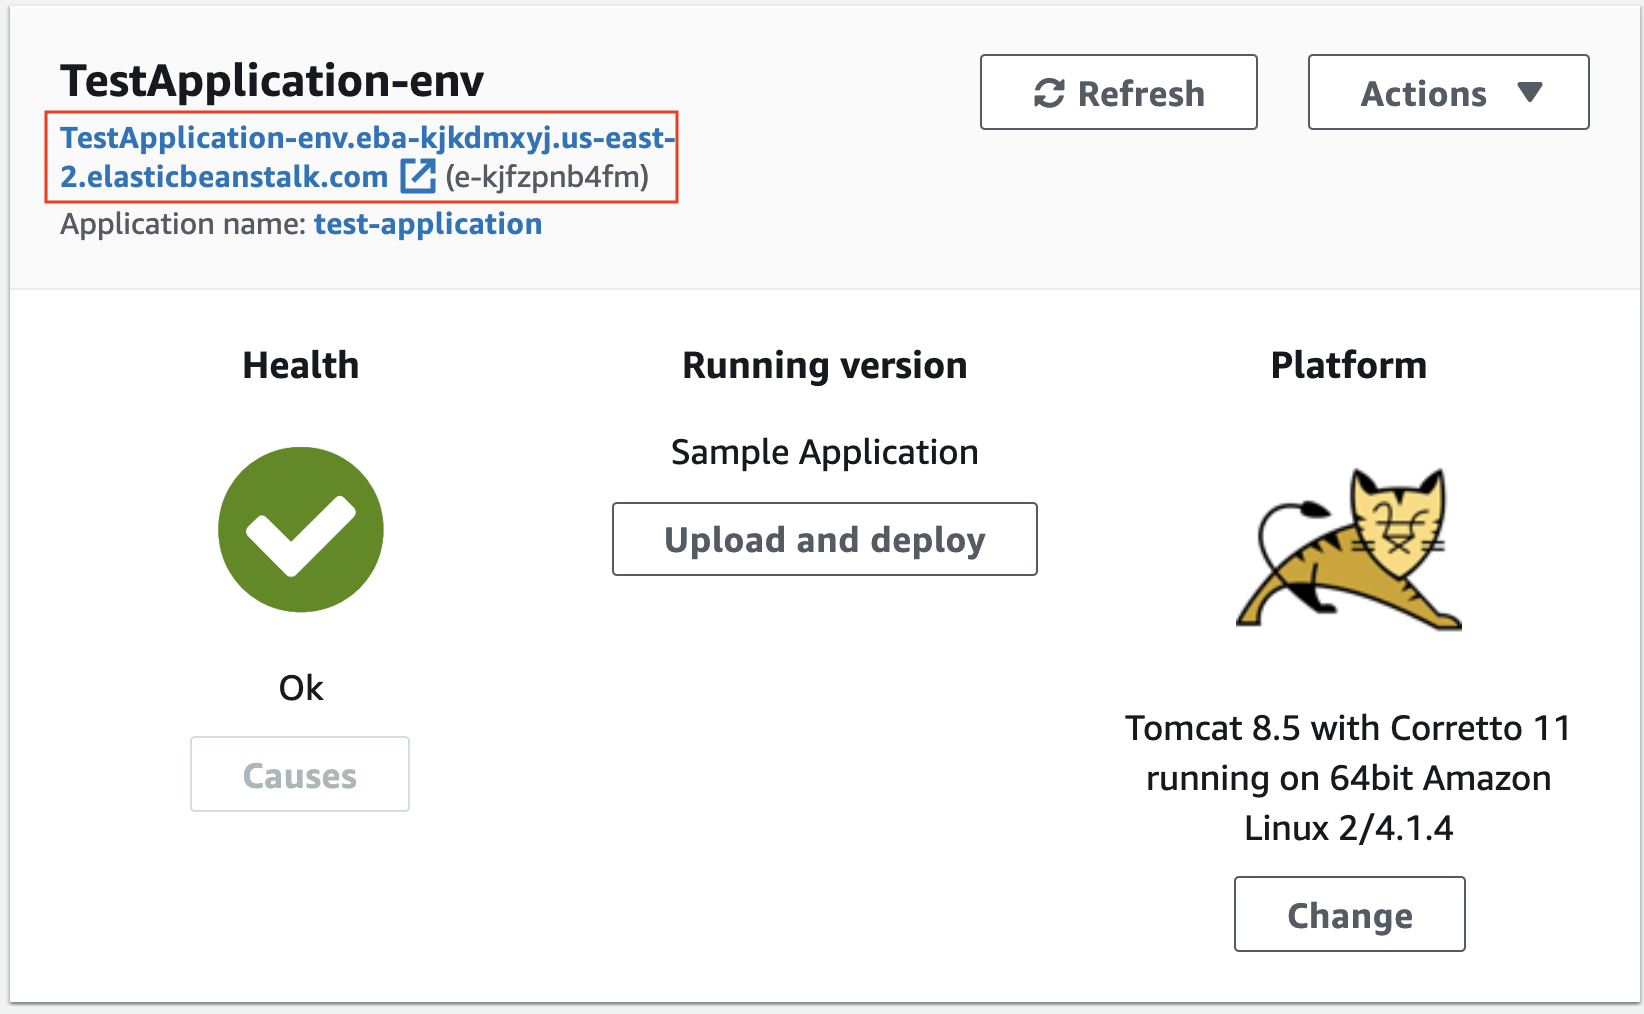 TestApplication-env
TestApplication-env.eba-kjkdmxyj.us-east-
2.elasticbeanstalk.com (e-kjfzpnb4fm)
Application name: test-application
Refresh
Actions
Health
Ok
Causes
Running version
Sample Application
Upload and deploy
Platform
Tomcat 8.5 with Corretto 11
running on 64bit Amazon
Linux 2/4.1.4
Change